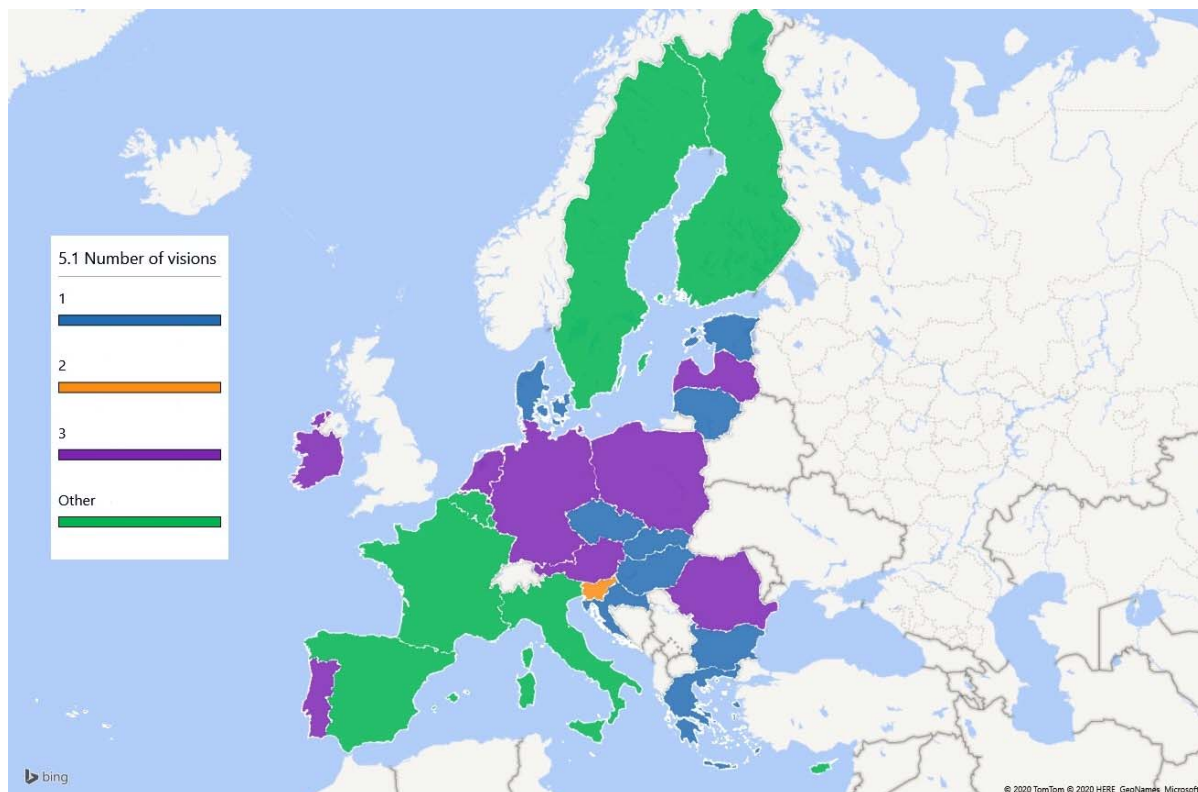 5.1 Number of visions
1
2
3
Other
bing
© 2020 TomTom © 2020 HERE, GeoNames, Microsoft